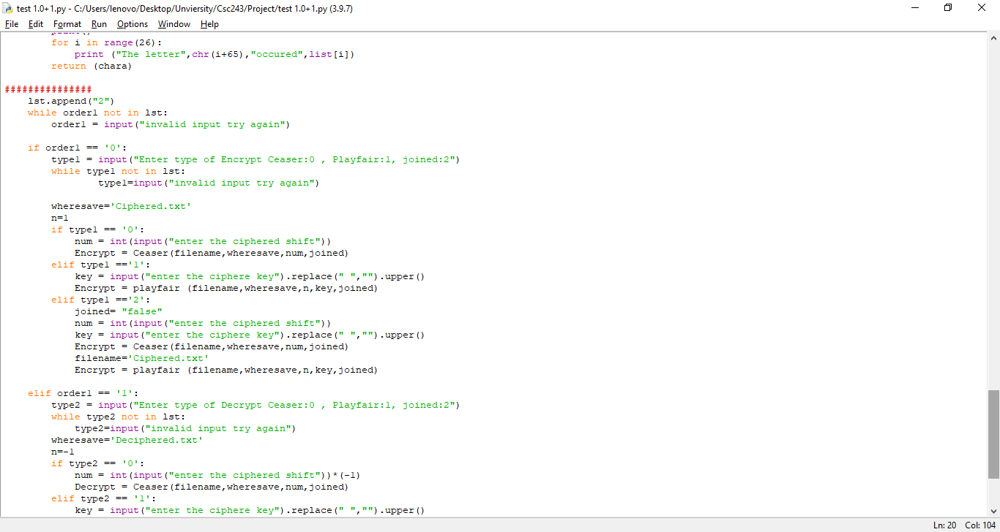 test 1.0+1.py - C:/Users/lenovo/Desktop/Unviersity/Csc243/Project/test 1.0+1.py (3.9.7)
File Edit Format Run Options Window Help
        for i in range(26):
            print ("The letter",chr(i+65),"occured",list[i])
        return (chara)
###############
    lst.append("2")
    while order1 not in lst:
        order1 = input("invalid input try again")
    if order1 == '0':
        type1 = input("Enter type of Encrypt Ceaser:0 , Playfair:1, joined:2")
        while type1 not in lst:
                type1=input("invalid input try again")
        wheresave='Ciphered.txt'
        n=1
        if type1 == '0':
            num = int(input("enter the ciphered shift"))
            Encrypt = Ceaser(filename,wheresave,num,joined)
        elif type1 =='1':
            key = input("enter the ciphere key").replace(" ","").upper()
            Encrypt = playfair (filename,wheresave,n,key,joined)
        elif type1 =='2':
            joined= "false"
            num = int(input("enter the ciphered shift"))
            key = input("enter the ciphere key").replace(" ","").upper()
            Encrypt = Ceaser(filename,wheresave,num,joined)
            filename='Ciphered.txt'
            Encrypt = playfair (filename,wheresave,n,key,joined)
    elif order1 == '1':
        type2 = input("Enter type of Decrypt Ceaser:0 , Playfair:1, joined:2")
        while type2 not in lst:
            type2=input("invalid input try again")
        wheresave='Deciphered.txt'
        n=-1
        if type2 == '0':
            num = int(input("enter the ciphered shift"))*(-1)
            Decrypt = Ceaser(filename,wheresave,num,joined)
        elif type2 == '1':
            key = input("enter the ciphere key").replace(" ","").upper()
Ln: 20 Col: 104